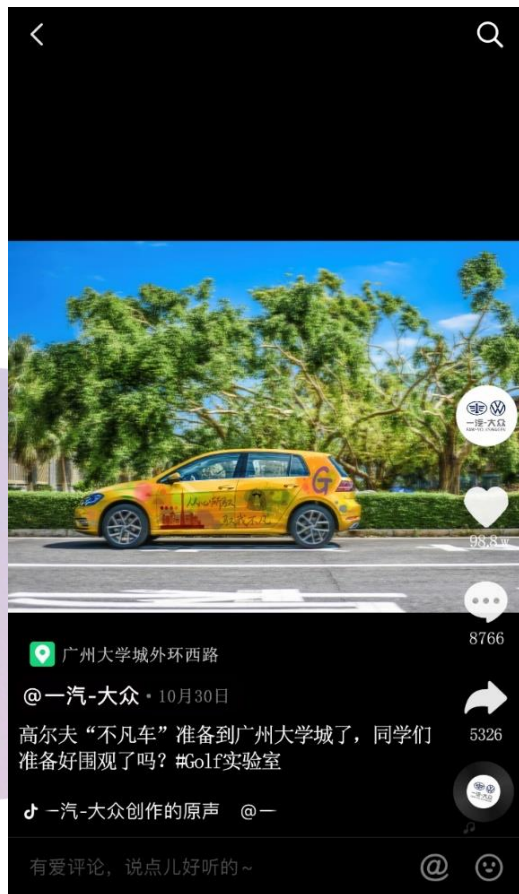 一汽-大众
G
98.8w
8766
广州大学城外环西路
@一汽-大众·10月30日
5326
高尔夫“不凡车”准备到广州大学城了，同学们
准备好围观了吗？#Golf实验室
一汽-大众创作的原声 @一
有爱评论，说点儿好听的~